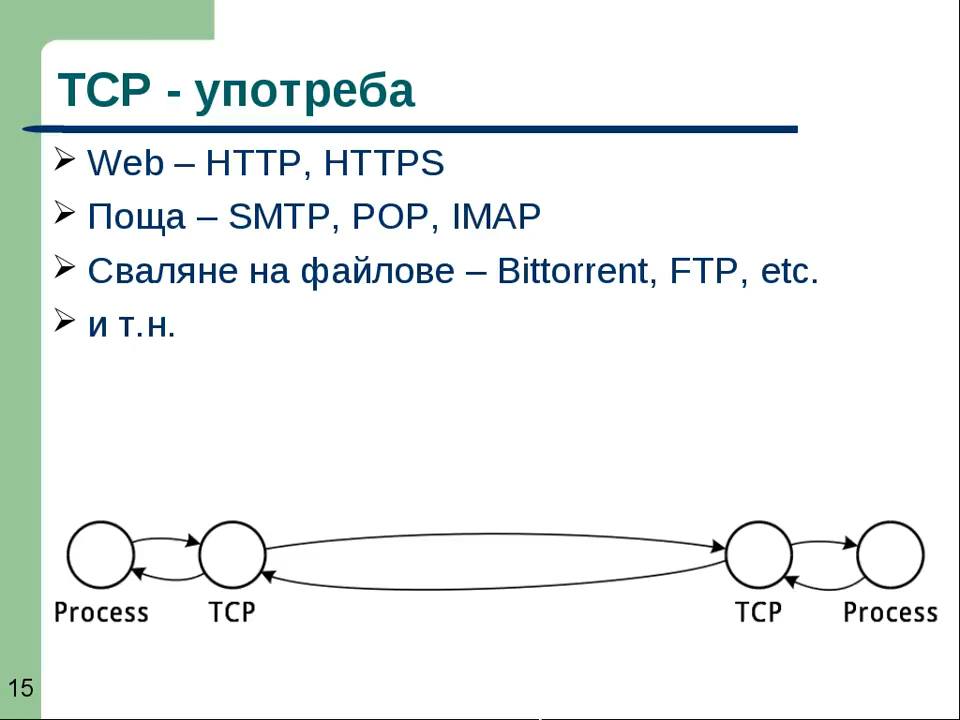 TCP - употреба
Web – HTTP, HTTPS
Поща – SMTP, POP, IMAP
Сваляне на файлове – Bittorrent, FTP, etc.
и т.н.
Process TCP TCP Process
15